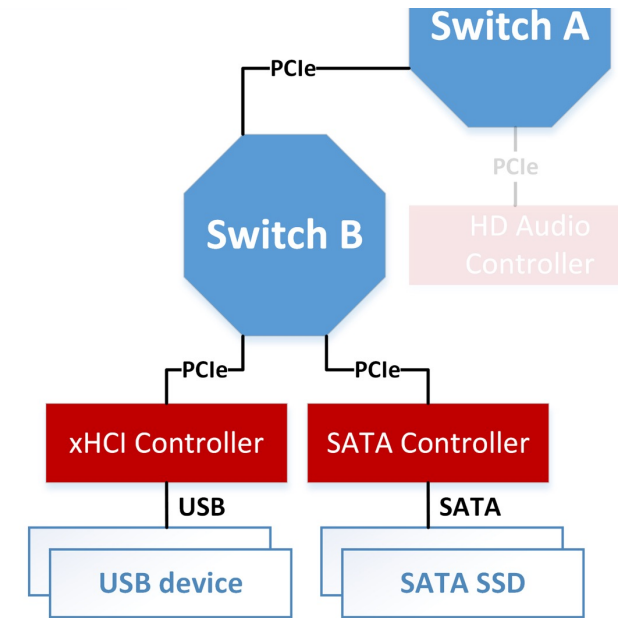 Switch A
PCIe
PCIe
HD Audio
Controller
Switch B
PCIe
PCIe
xHCI Controller
SATA Controller
USB
SATA
USB device
SATA SSD